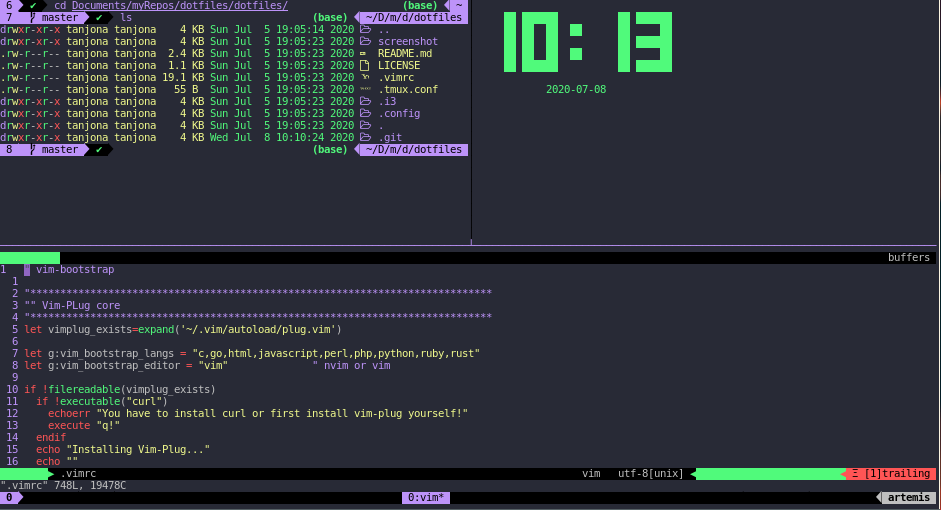 6 ✔ cd Documents/myRepos/dotfiles/dotfiles/ (base) ~
7 master ✔ ls (base) ~/D/m/d/dotfiles
drwxr-xr-x tanjona tanjona 4 KB Sun Jul 5 19:05:14 2020 ..
drwxr-xr-x tanjona tanjona 4 KB Sun Jul 5 19:05:23 2020 screenshot
.rw-r--r-- tanjona tanjona 2.4 KB Sun Jul 5 19:05:23 2020 README.md
.rw-r--r-- tanjona tanjona 1.1 KB Sun Jul 5 19:05:23 2020 LICENSE
.rw-r--r-- tanjona tanjona 19.1 KB Sun Jul 5 19:05:23 2020 .vimrc
.rw-r--r-- tanjona tanjona 55 B Sun Jul 5 19:05:23 2020 .tmux.conf
drwxr-xr-x tanjona tanjona 4 KB Sun Jul 5 19:05:23 2020 .i3
drwxr-xr-x tanjona tanjona 4 KB Sun Jul 5 19:05:23 2020 .config
drwxr-xr-x tanjona tanjona 4 KB Sun Jul 5 19:05:23 2020 .
drwxr-xr-x tanjona tanjona 4 KB Wed Jul 8 10:10:24 2020 .git
8 master ✔ (base) ~/D/m/d/dotfiles
10:13
2020-07-08
buffers
1 " vim-bootstrap
1
2 "*****************************************************************************
3 "" Vim-PLug core
4 "*****************************************************************************
5 let vimplug_exists=expand('~/.vim/autoload/plug.vim')
6
7 let g:vim_bootstrap_langs = "c,go,html,javascript,perl,php,python,ruby,rust"
8 let g:vim_bootstrap_editor = "vim" " nvim or vim
9
10 if !filereadable(vimplug_exists)
11 if !executable("curl")
12 echoerr "You have to install curl or first install vim-plug yourself!"
13 execute "q!"
14 endif
15 echo "Installing Vim-Plug..."
16 echo ""
.vimrc vim utf-8[unix] Ξ [1]trailing
".vimrc" 748L, 19478C
0 0:vim* artemis